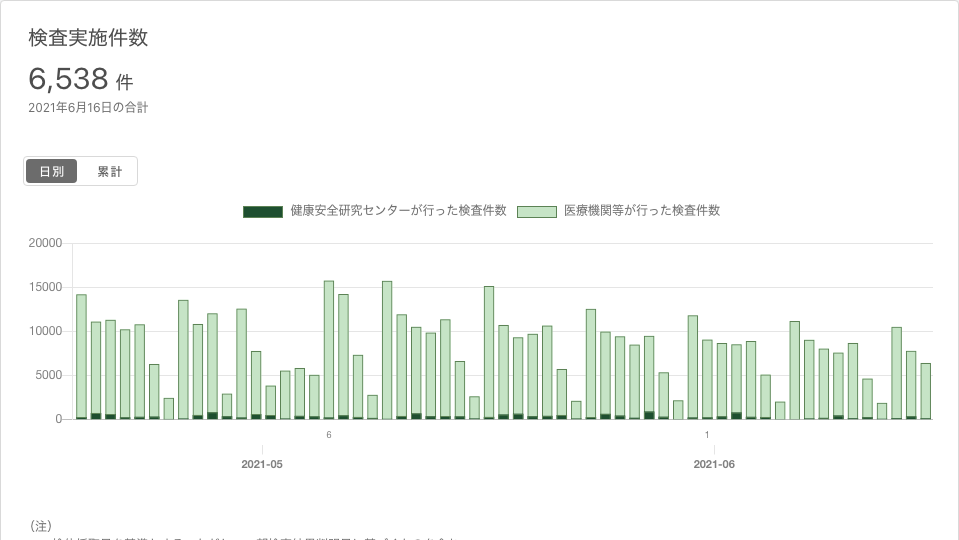 検査実施件数
6,538 件
2021年6月16日の合計
日別 累計
健康安全研究センターが行った検査件数 医療機関等が行った検査件数
20000
15000
10000
5000
0
6 1
2021-05 2021-06
（注）